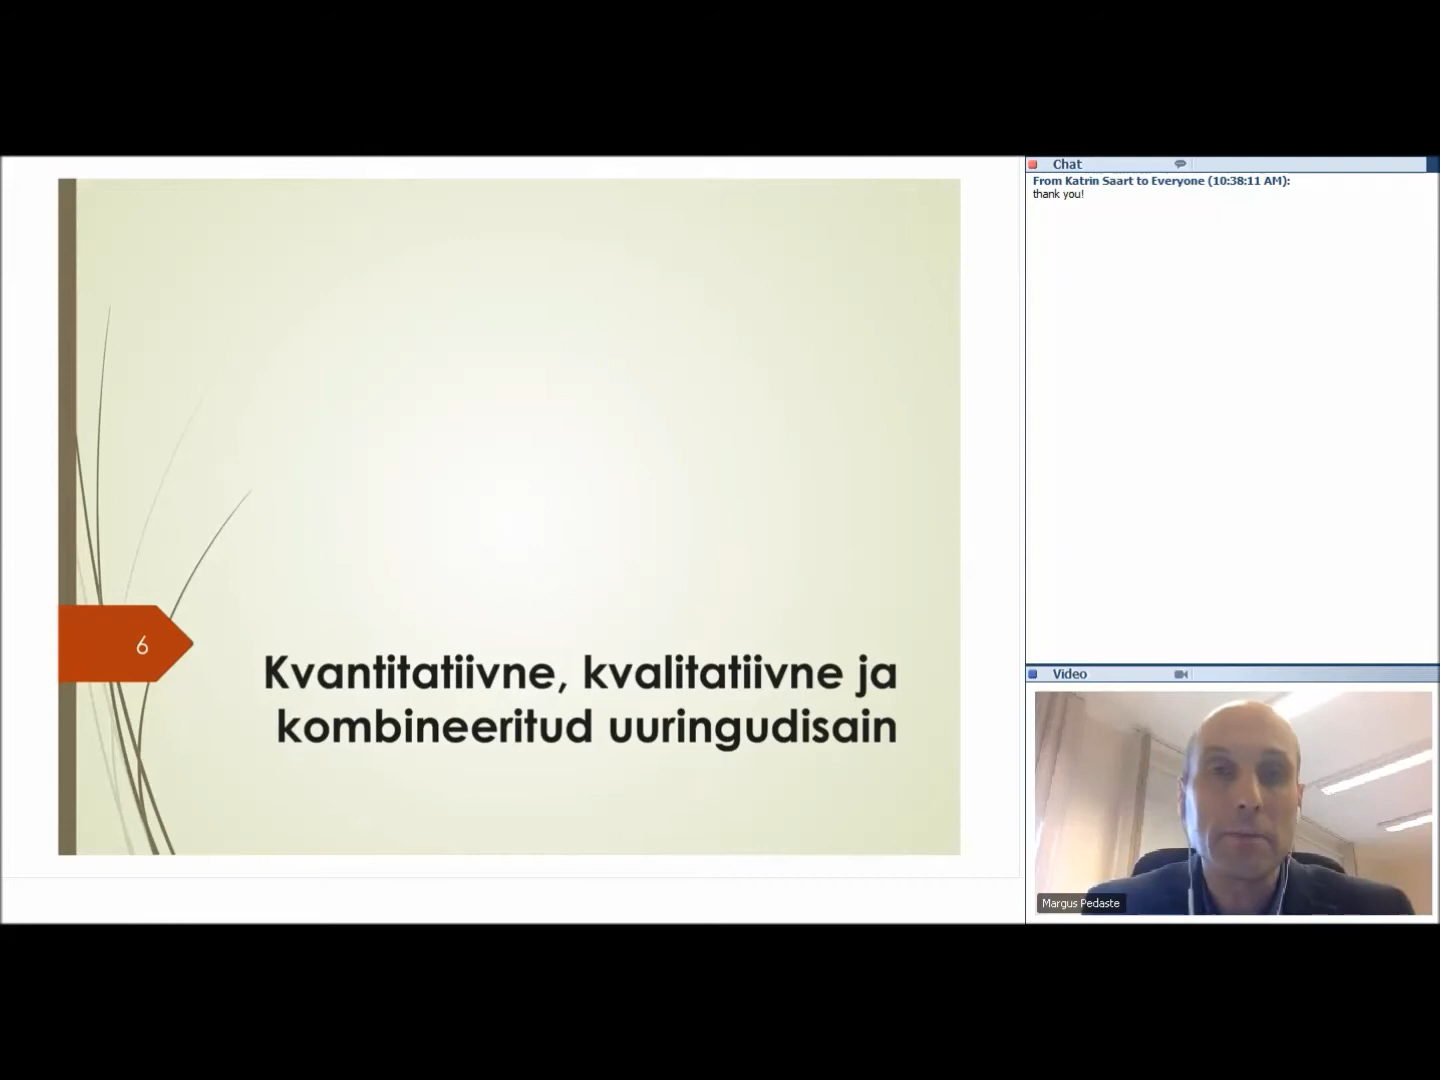 6
Kvantitatiivne, kvalitatiivne ja
kombineeritud uuringudisain
Chat
From Katrin Saart to Everyone (10:38:11 AM):
thank you!
Video
Margus Pedaste